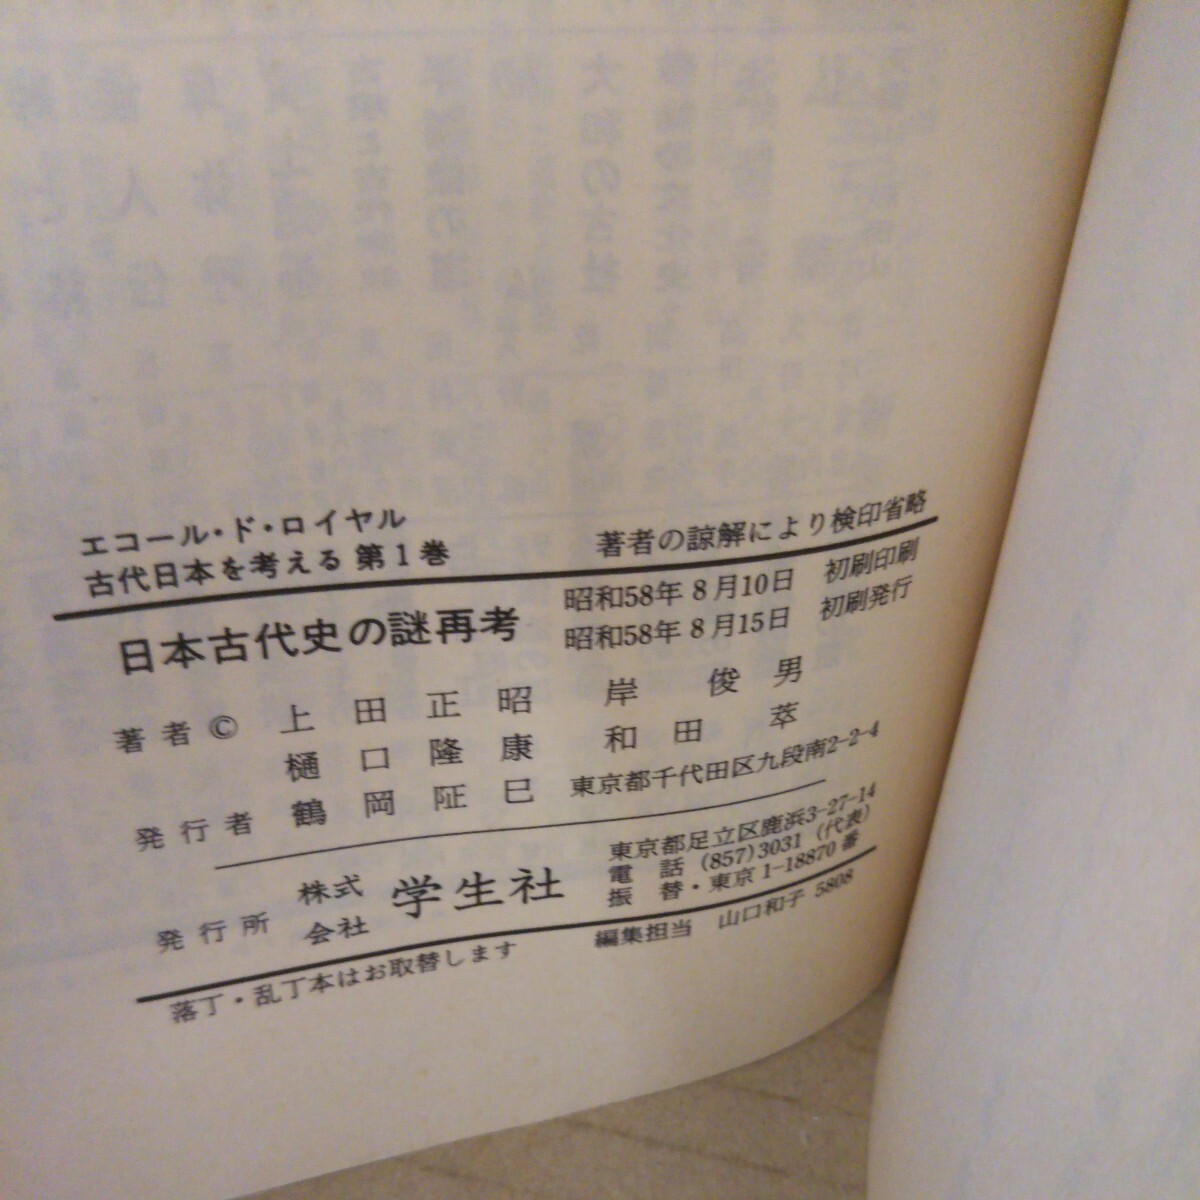 エコール・ド・ロイヤル
古代日本を考える 第1巻
著者の諒解により検印省略
日本古代史の謎再考
昭和58年 8月10日 初刷印刷
昭和58年 8月15日 初刷発行
著者 © 上田正昭 岸俊男
樋口隆康 和田萃
発行者 鶴岡阷巳 東京都千代田区九段南2-2-4
発行所 株式会社 学生社
東京都足立区鹿浜3-27-14
電話 (857)3031 (代表)
振替・東京1-18870番
落丁・乱丁本はお取替します 編集担当 山口和子 5808